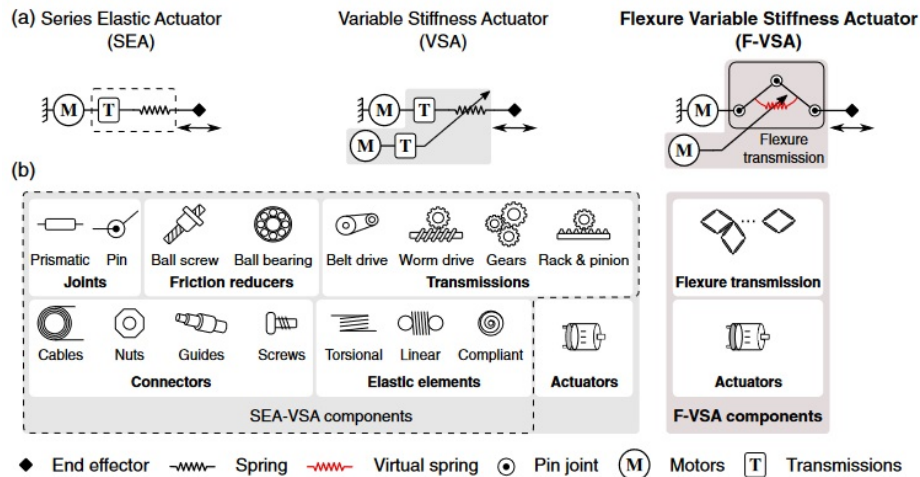 (a) Series Elastic Actuator
(SEA)
Variable Stiffness Actuator
(VSA)
Flexure Variable Stiffness Actuator
(F-VSA)
M T
M T
M T
M
M
Flexure
transmission
(b)
Prismatic Pin
Joints
Ball screw Ball bearing
Friction reducers
Belt drive Worm drive Gears Rack & pinion
Transmissions
Flexure transmission
Cables Nuts Guides Screws
Connectors
Torsional Linear Compliant
Elastic elements
Actuators
Actuators
SEA-VSA components
F-VSA components
End effector Spring Virtual spring Pin joint M Motors T Transmissions